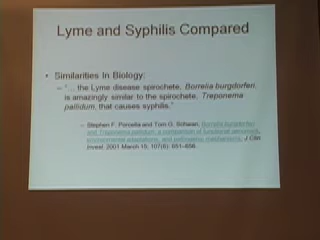 Lyme and Syphilis Compared
• Similarities In Biology:
– "... the Lyme disease spirochete, Borrelia burgdorferi,
is amazingly similar to the spirochete, Treponema
pallidum, that causes syphilis."
– Stephen F. Porcella and Tom G. Schwan, Borrelia burgdorferi
and Treponema pallidum: a comparison of functional genomics,
environmental adaptations, and pathogenic mechanisms, J Clin
Invest. 2001 March 15; 107(6): 651–656.